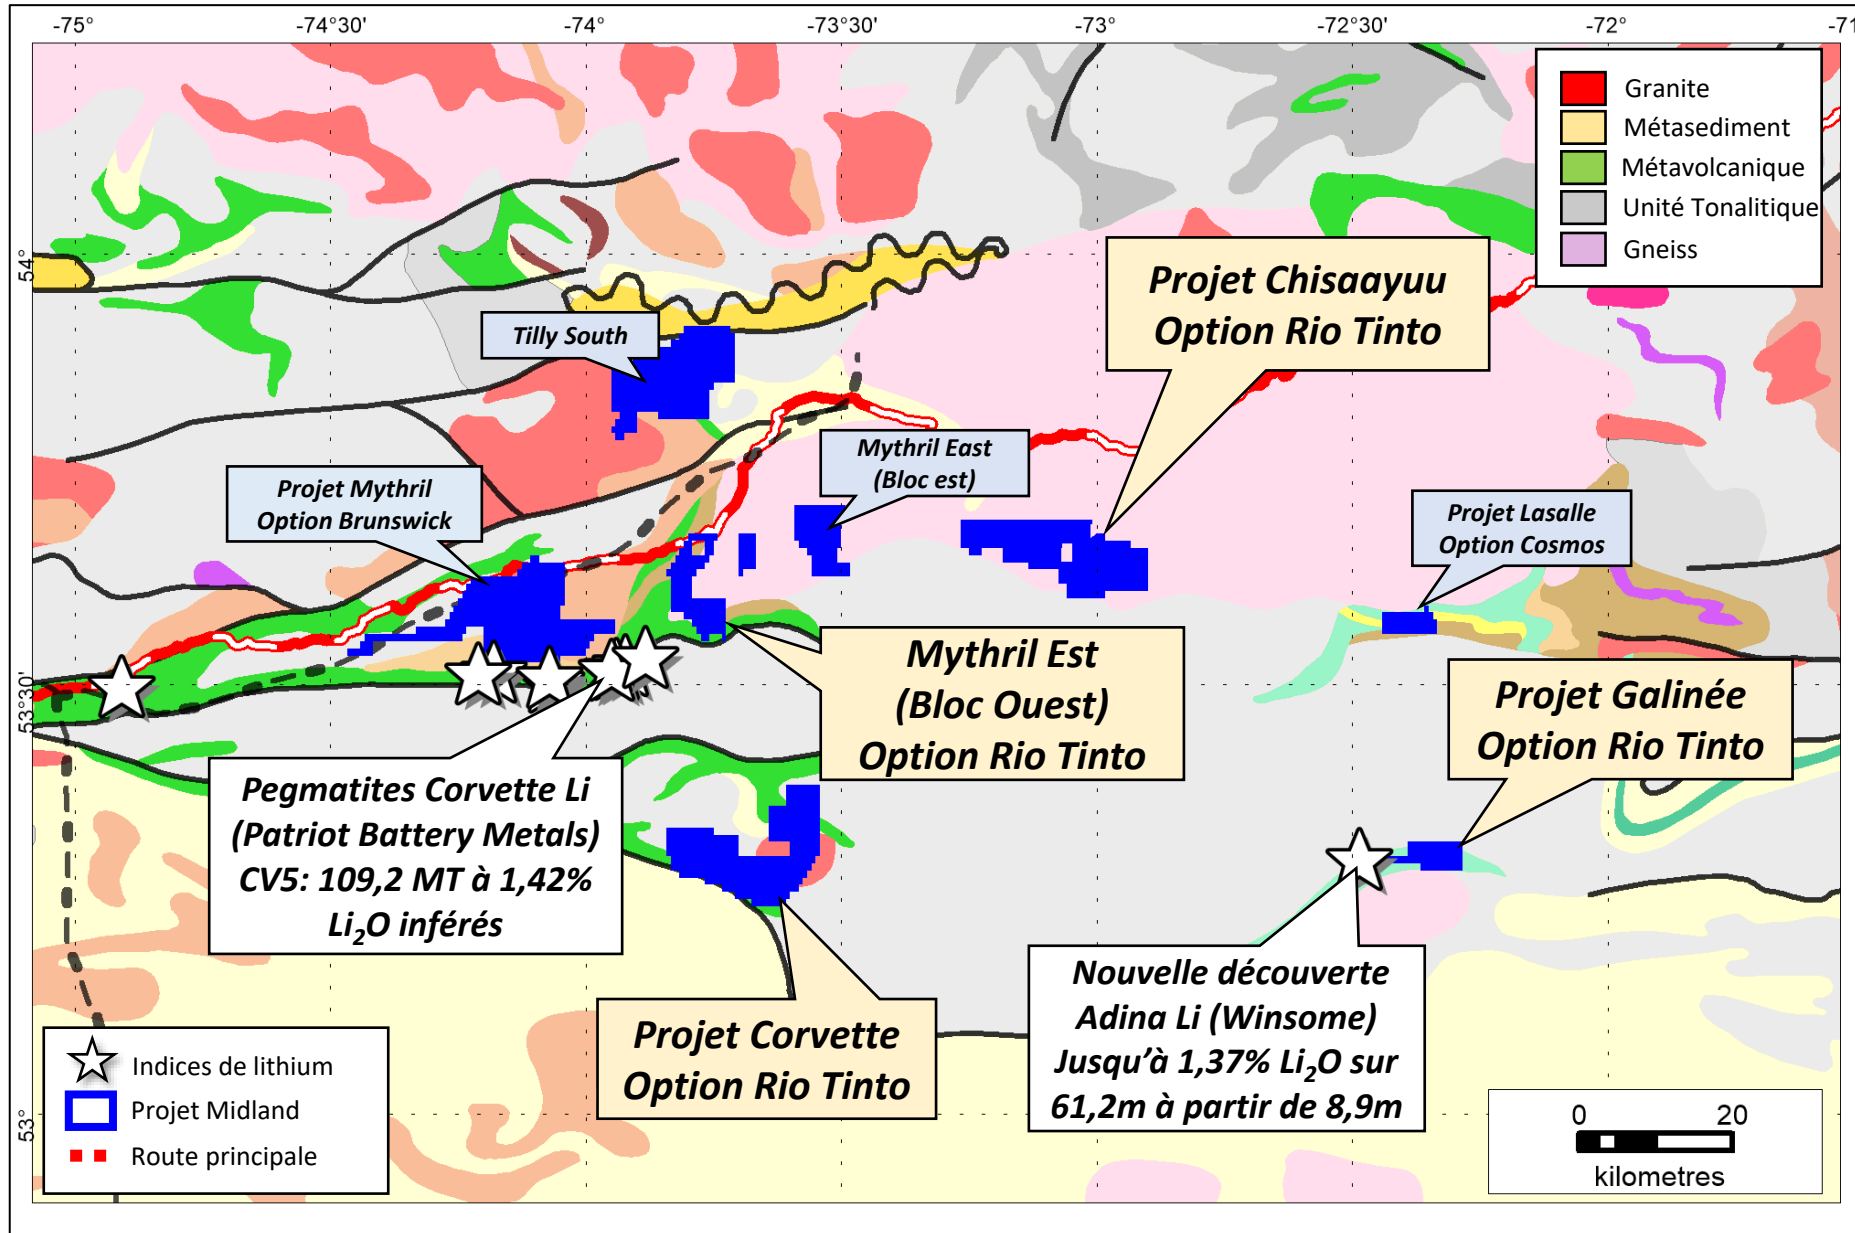 -75°
-74°30'
-74°
-73°30'
-73°
-72°30'
-72°
-71
54°
53°30'
53°
Granite
Métasediment
Métavolcanique
Unité Tonalitique
Gneiss
Projet Chisaayuu
Option Rio Tinto
Tilly South
Mythril East
(Bloc est)
Projet Mythril
Option Brunswick
Projet Lasalle
Option Cosmos
Mythril Est
(Bloc Ouest)
Option Rio Tinto
Projet Galinée
Option Rio Tinto
Pegmatites Corvette Li
(Patriot Battery Metals)
CV5: 109,2 MT à 1,42%
Li₂O inférés
Projet Corvette
Option Rio Tinto
Nouvelle découverte
Adina Li (Winsome)
Jusqu’à 1,37% Li₂O sur
61,2m à partir de 8,9m
Indices de lithium
Projet Midland
Route principale
0 20
kilometres